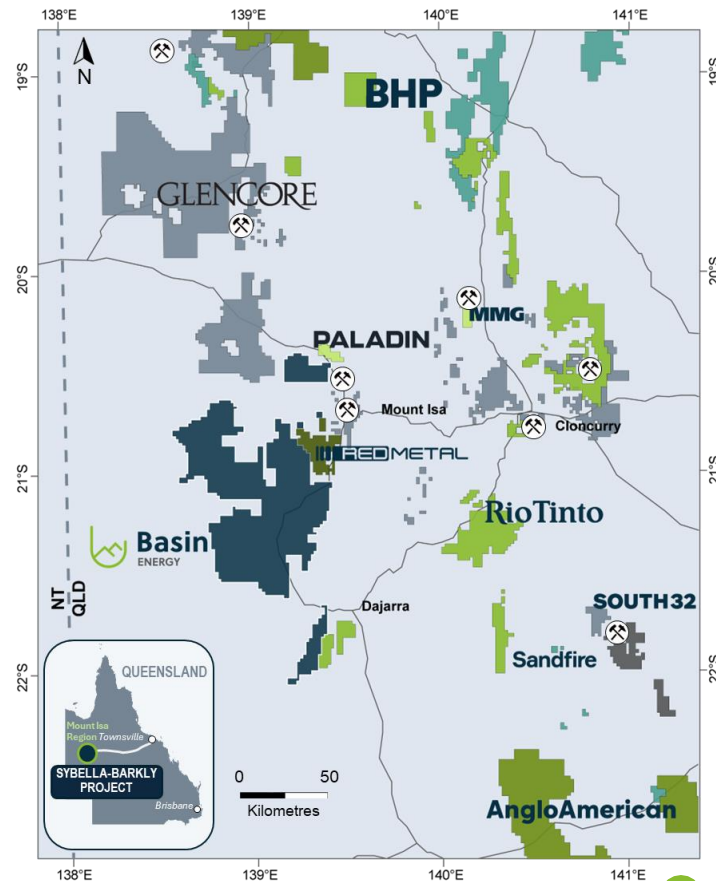 138°E
139°E
140°E
141°E
19°S
19°S
N
BHP
GLENCORE
20°S
20°S
MMG
PALADIN
Mount Isa
Cloncurry
REDMETAL
21°S
21°S
RioTinto
Basin
ENERGY
NT
QLD
Dajarra
SOUTH32
Sandfire
22°S
22°S
QUEENSLAND
Mount Isa
Region
Townsville
SYBELLA-BARKLY
PROJECT
Brisbane
0
50
Kilometres
AngloAmerican
138°E
139°E
140°E
141°E